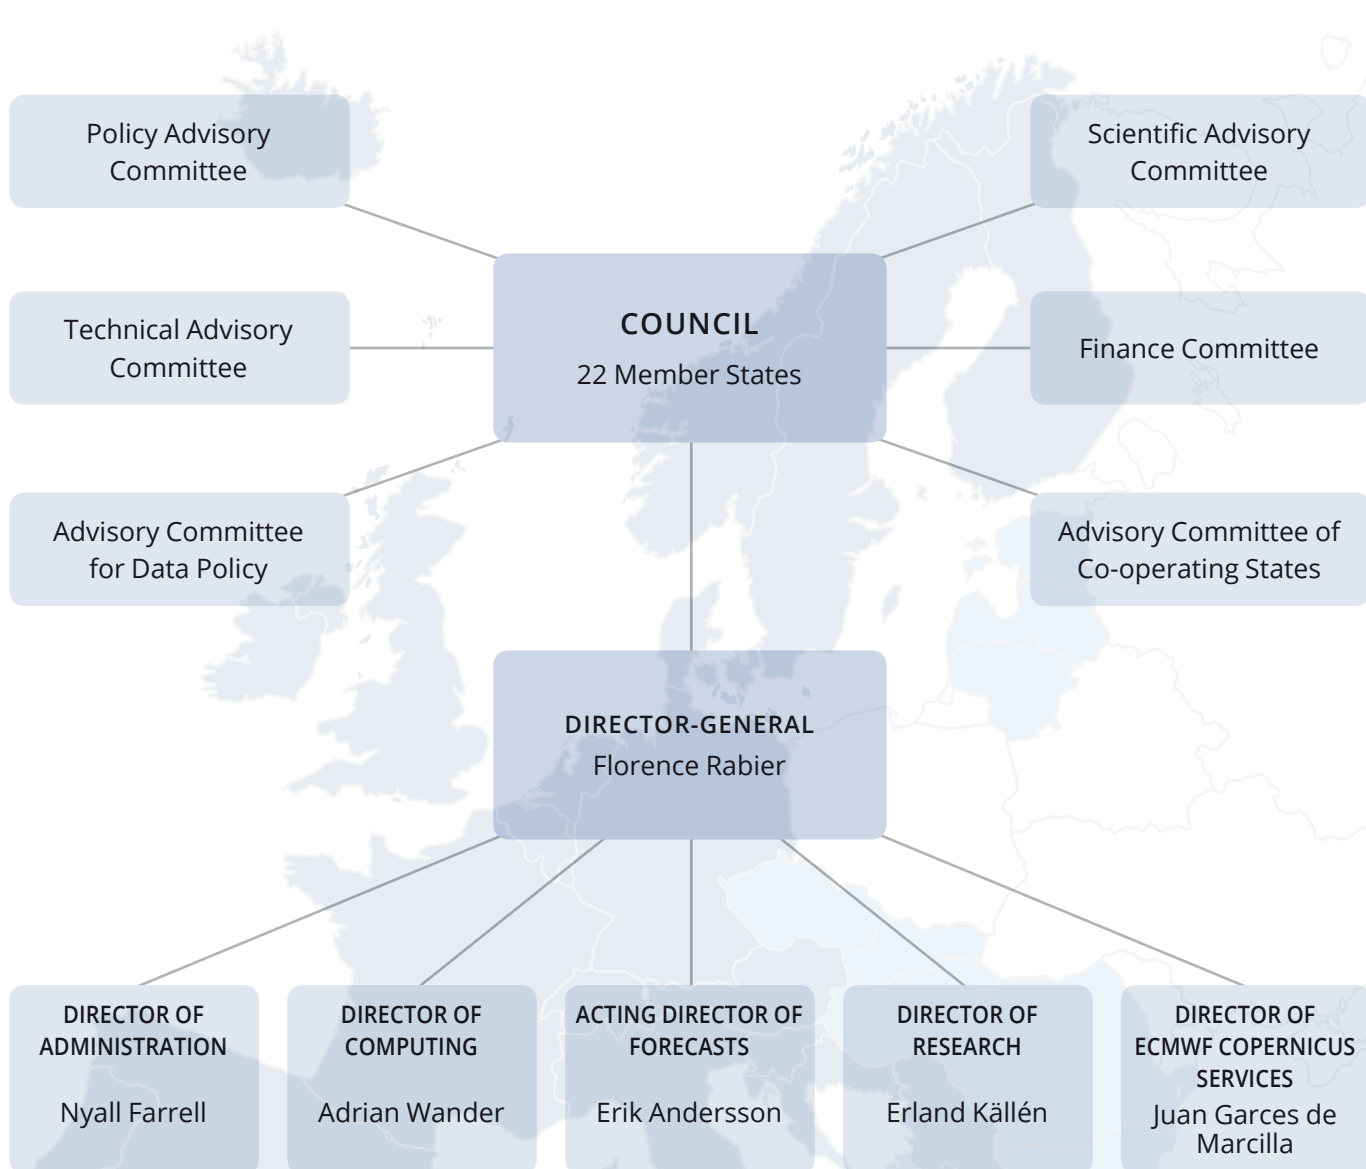 Policy Advisory
Committee
Scientific Advisory
Committee
COUNCIL
22 Member States
Technical Advisory
Committee
Finance Committee
Advisory Committee
for Data Policy
Advisory Committee of
Co-operating States
DIRECTOR-GENERAL
Florence Rabier
DIRECTOR OF
ADMINISTRATION
Nyall Farrell
DIRECTOR OF
COMPUTING
Adrian Wander
ACTING DIRECTOR OF
FORECASTS
Erik Andersson
DIRECTOR OF
RESEARCH
Erland Källén
DIRECTOR OF
ECMWF COPERNICUS
SERVICES
Juan Garces de
Marcilla